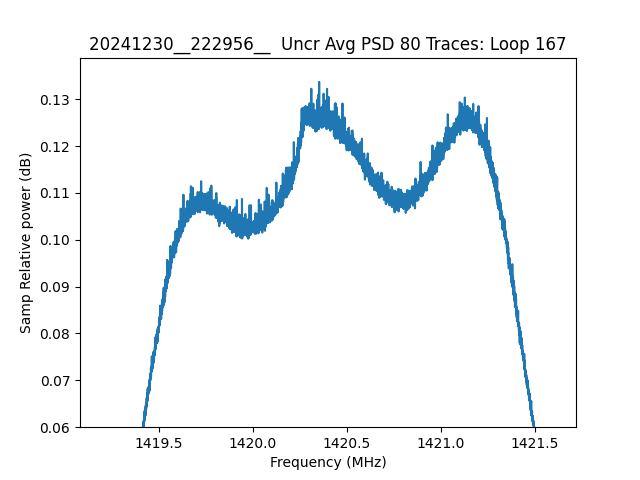 20241230__222956__  Uncr Avg PSD 80 Traces: Loop 167
Samp Relative power (dB)
0.13
0.12
0.11
0.10
0.09
0.08
0.07
0.06
1419.5 1420.0 1420.5 1421.0 1421.5
Frequency (MHz)